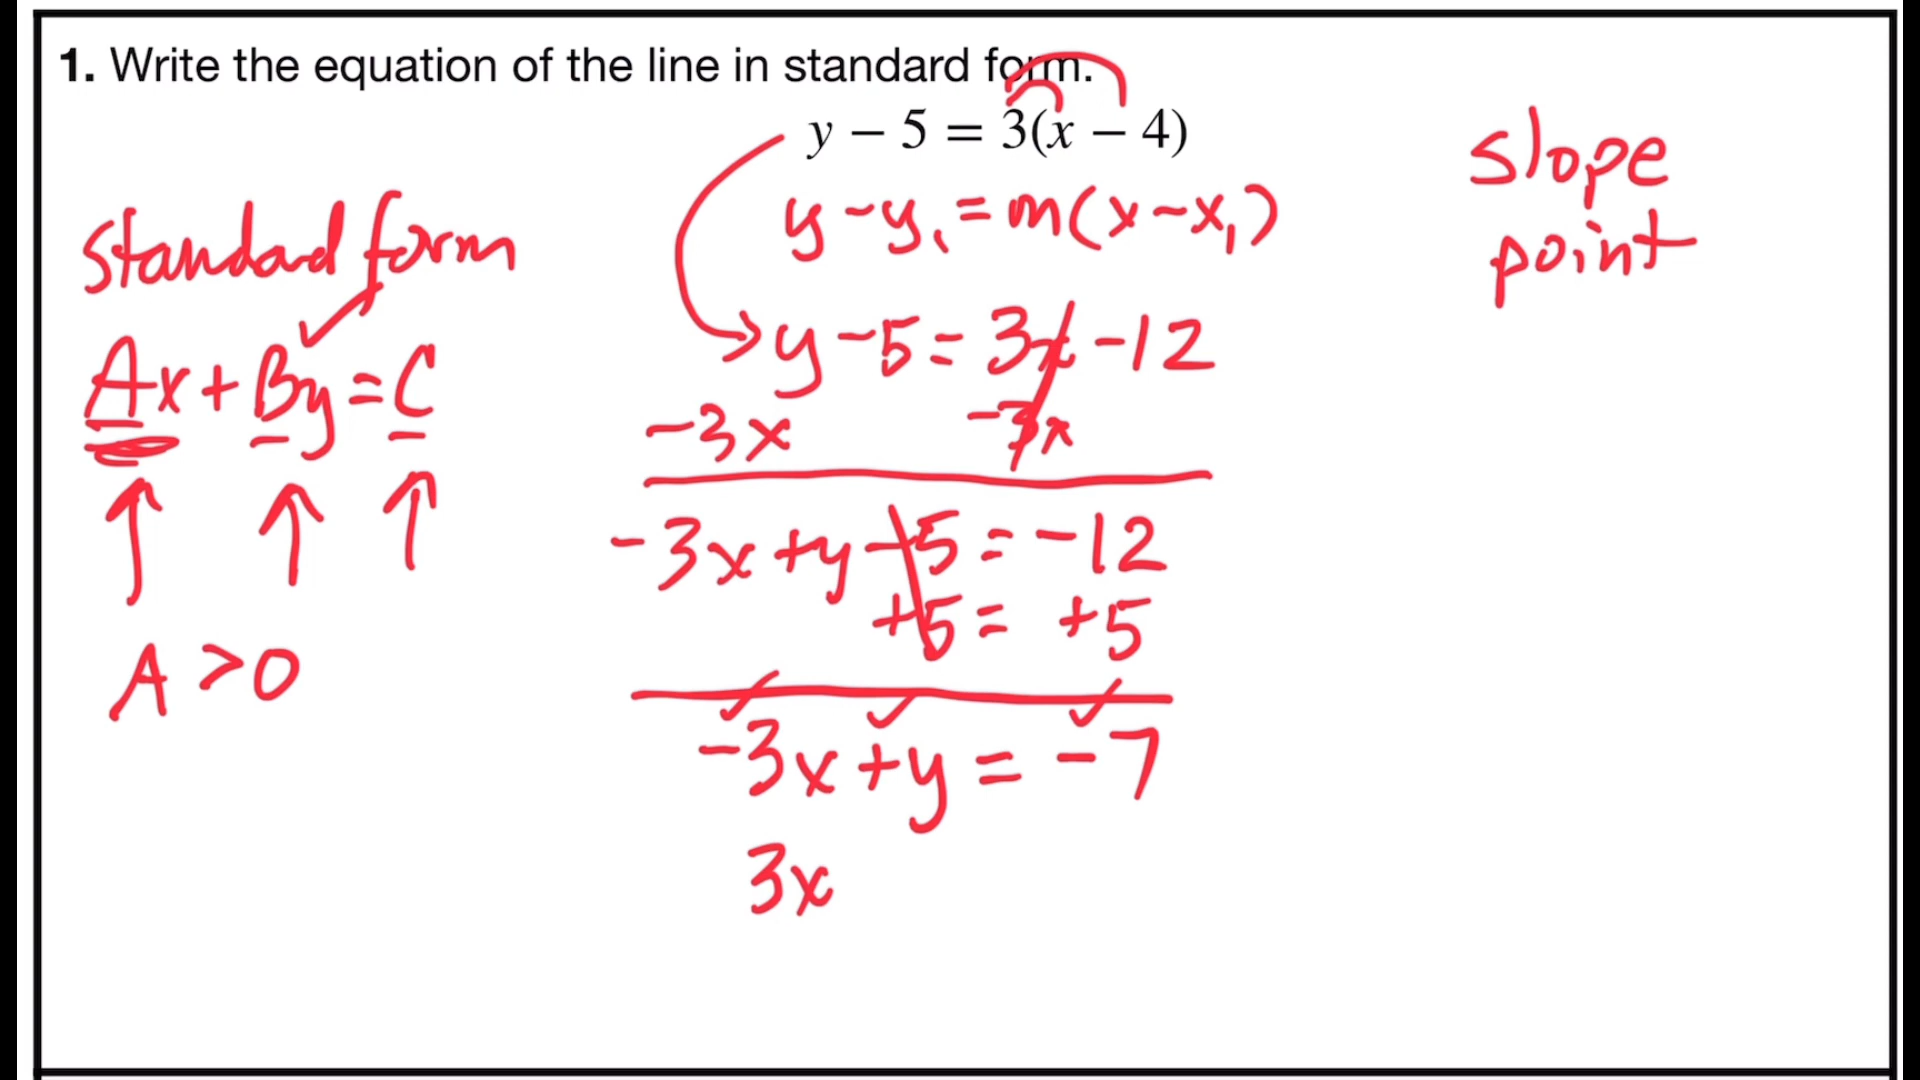 1. Write the equation of the line in standard form.
y − 5 = 3(x − 4)
slope
point
y - y₁ = m(x - x₁)
standard form
Ax + By = C
A > 0
y - 5 = 3x - 12
-3x -3x
-3x + y - 5 = -12
+5 = +5
-3x + y = -7
3x